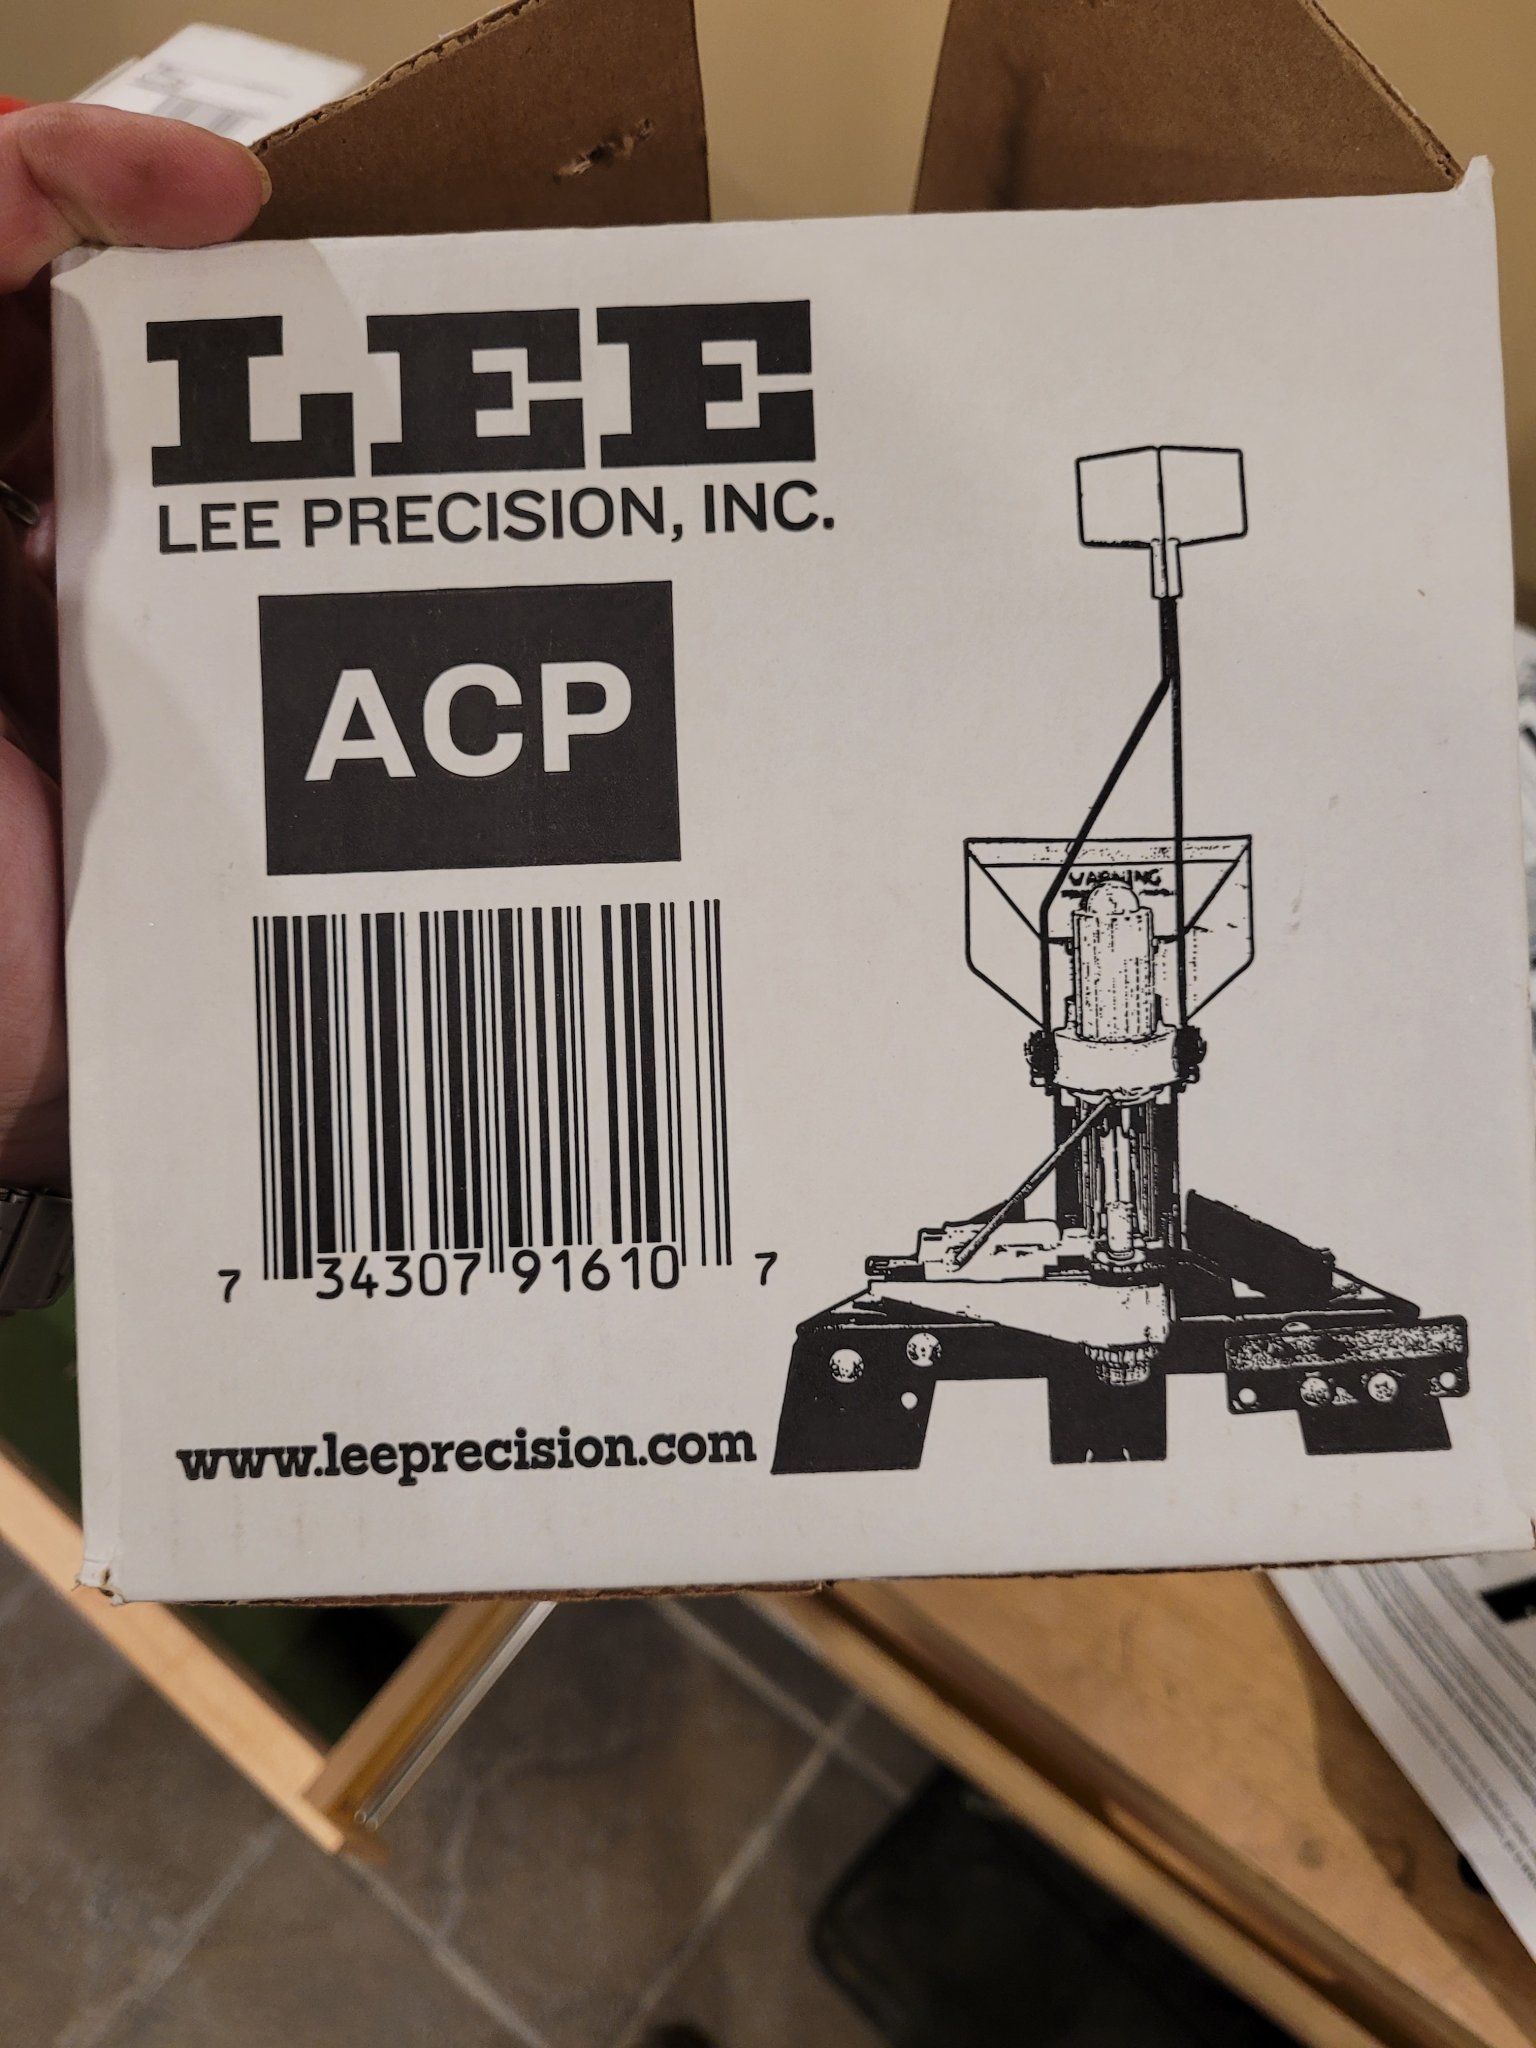 LEE
LEE PRECISION, INC.
ACP
7 34307 91610 7
www.leeprecision.com
WARNING